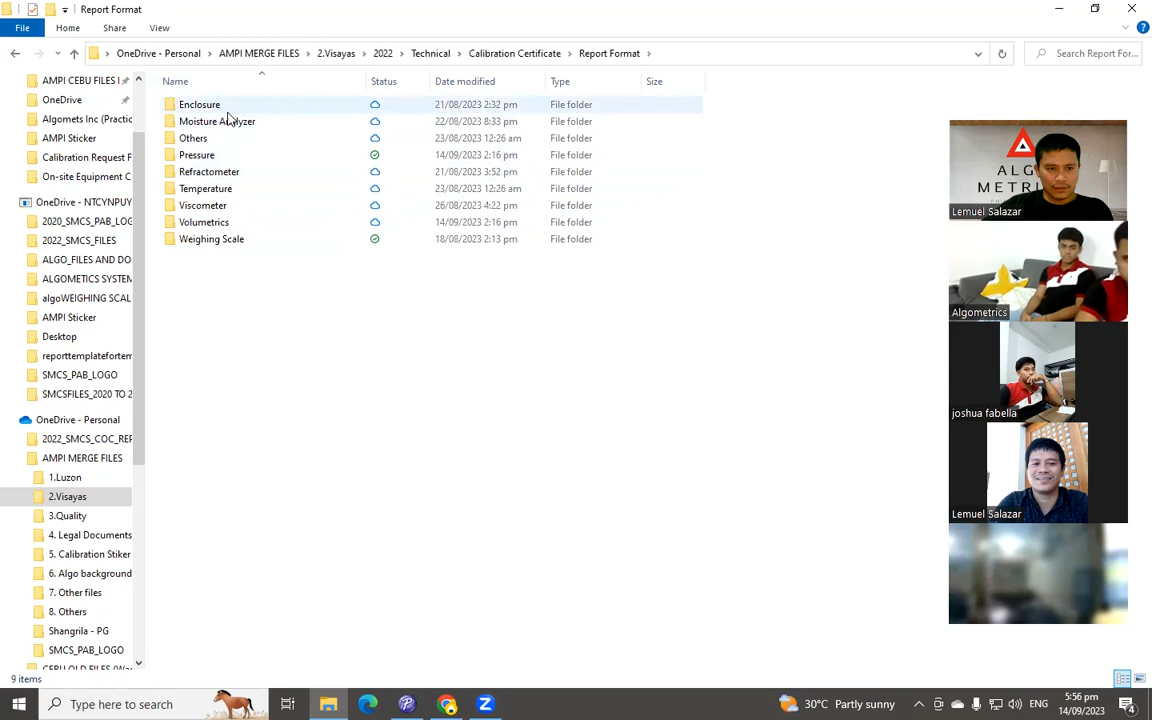 Report Format
File
Home
Share
View
OneDrive - Personal
AMPI MERGE FILES
2.Visayas
2022
Technical
Calibration Certificate
Report Format
Search Report For...
Name
Status
Date modified
Type
Size
Enclosure 21/08/2023 2:32 pm File folder
Moisture Analyzer 22/08/2023 8:33 pm File folder
Others 23/08/2023 12:26 am File folder
Pressure 14/09/2023 2:16 pm File folder
Refractometer 21/08/2023 3:52 pm File folder
Temperature 23/08/2023 12:26 am File folder
Viscometer 26/08/2023 4:22 pm File folder
Volumetrics 14/09/2023 2:16 pm File folder
Weighing Scale 18/08/2023 2:13 pm File folder
AMPI CEBU FILES
OneDrive
Algomets Inc (Practic
AMPI Sticker
Calibration Request F
On-site Equipment C
OneDrive - NTCYNPUY
2020_SMCS_PAB_LOG
2022_SMCS_FILES
ALGO_FILES AND DO
ALGOMETICS SYSTEM
algoWEIGHING SCAL
AMPI Sticker
Desktop
reporttemplatefortem
SMCS_PAB_LOGO
SMCSFILES_2020 TO 2
OneDrive - Personal
2022_SMCS_COC_REP
AMPI MERGE FILES
1.Luzon
2.Visayas
3.Quality
4. Legal Documents
5. Calibration Stiker
6. Algo background
7. Other files
8. Others
Shangrila - PG
SMCS_PAB_LOGO
9 items
ALG
METR
Lemuel Salazar
Algometrics
joshua fabella
Lemuel Salazar
Type here to search
30°C Partly sunny
ENG
5:56 pm
14/09/2023
4